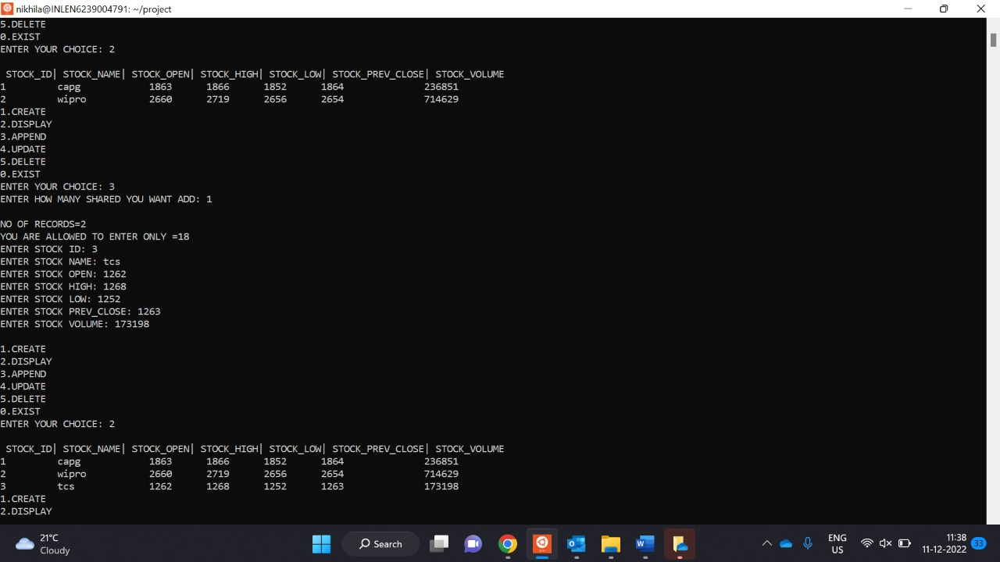 nikhila@INLEN6239004791: ~/project
5.DELETE
0.EXIST
ENTER YOUR CHOICE: 2
STOCK_ID| STOCK_NAME| STOCK_OPEN| STOCK_HIGH| STOCK_LOW| STOCK_PREV_CLOSE| STOCK_VOLUME
1 capg 1863 1866 1852 1864 236851
2 wipro 2660 2719 2656 2654 714629
1.CREATE
2.DISPLAY
3.APPEND
4.UPDATE
5.DELETE
0.EXIST
ENTER YOUR CHOICE: 3
ENTER HOW MANY SHARED YOU WANT ADD: 1
NO OF RECORDS=2
YOU ARE ALLOWED TO ENTER ONLY =18
ENTER STOCK ID: 3
ENTER STOCK NAME: tcs
ENTER STOCK OPEN: 1262
ENTER STOCK HIGH: 1268
ENTER STOCK LOW: 1252
ENTER STOCK PREV_CLOSE: 1263
ENTER STOCK VOLUME: 173198
1.CREATE
2.DISPLAY
3.APPEND
4.UPDATE
5.DELETE
0.EXIST
ENTER YOUR CHOICE: 2
STOCK_ID| STOCK_NAME| STOCK_OPEN| STOCK_HIGH| STOCK_LOW| STOCK_PREV_CLOSE| STOCK_VOLUME
1 capg 1863 1866 1852 1864 236851
2 wipro 2660 2719 2656 2654 714629
3 tcs 1262 1268 1252 1263 173198
1.CREATE
2.DISPLAY
21°C
Cloudy
Search
ENG
US
11:38
11-12-2022
33